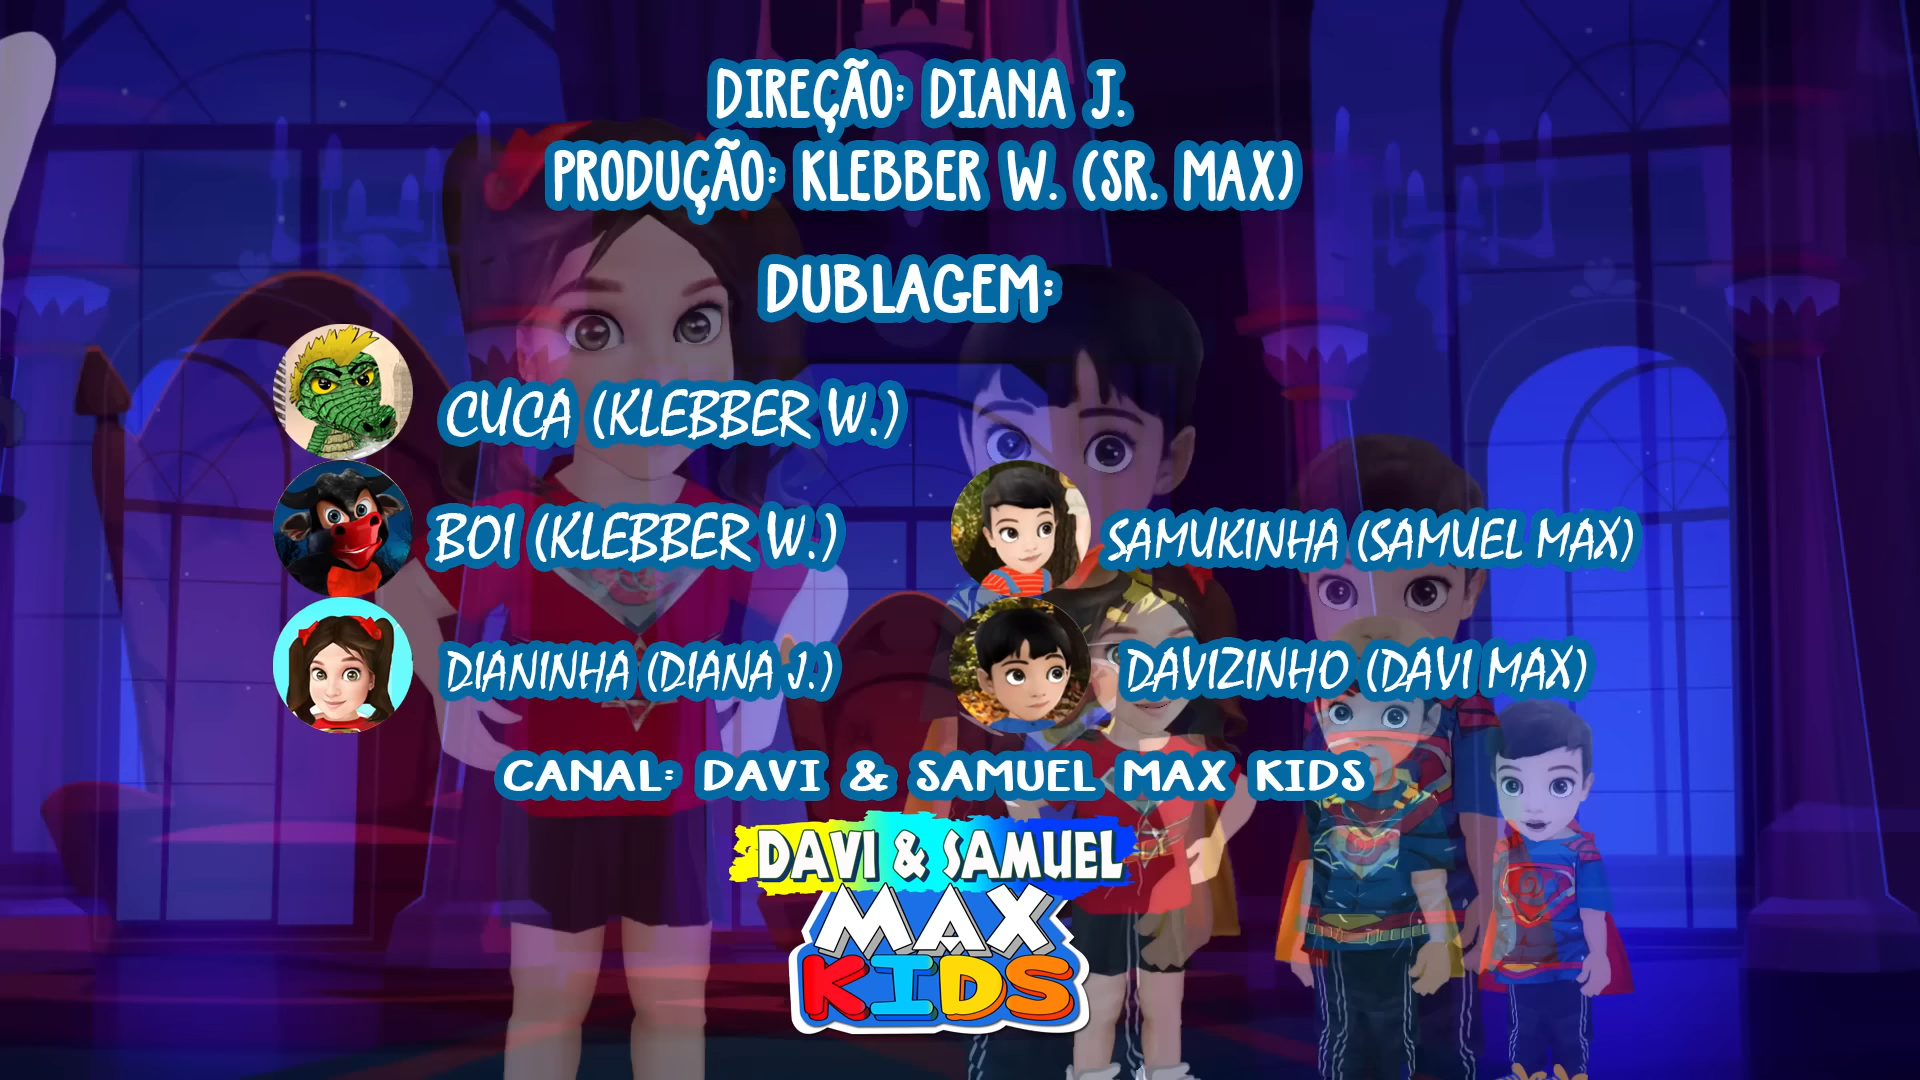 DIREÇÃO: DIANA J.
PRODUÇÃO: KLEBBER W. (SR. MAX)
DUBLAGEM:
CUCA (KLEBBER W.)
BOI (KLEBBER W.)
SAMUKINHA (SAMUEL MAX)
DIANINHA (DIANA J.)
DAVIZINHO (DAVI MAX)
CANAL: DAVI & SAMUEL MAX KIDS
DAVI & SAMUEL
MAX
KIDS